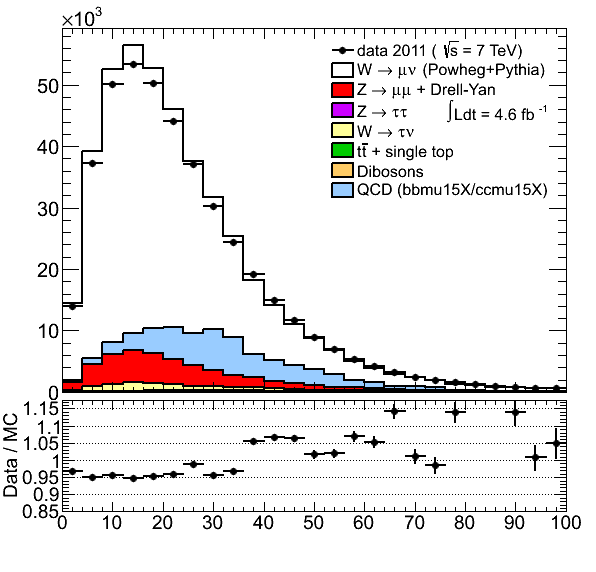 ×10³
50
40
30
20
10
0
data 2011 ( √s = 7 TeV)
W → μν (Powheg+Pythia)
Z → μμ + Drell-Yan
Z → ττ
∫Ldt = 4.6 fb⁻¹
W → τν
tt̄ + single top
Dibosons
QCD (bbmu15X/ccmu15X)
Data / MC
1.15
1.1
1.05
1
0.95
0.9
0.85
0 10 20 30 40 50 60 70 80 90 100